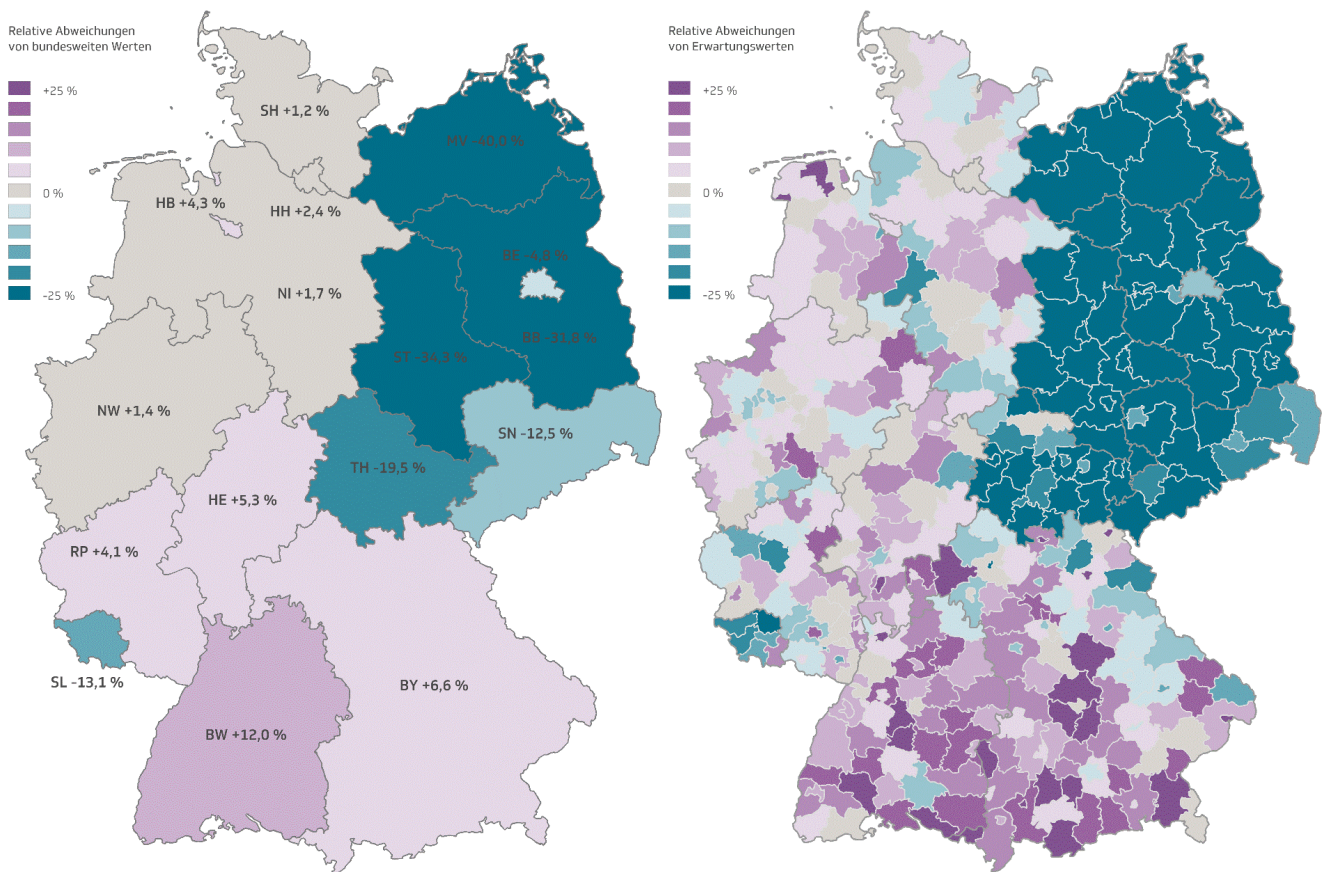 Relative Abweichungen
von bundesweiten Werten
+25 %
0 %
-25 %
SH +1,2 %
MV -40,0 %
HB +4,3 %
HH +2,4 %
BE -4,8 %
NI +1,7 %
BB -31,8 %
ST -34,3 %
NW +1,4 %
SN -12,5 %
TH -19,5 %
HE +5,3 %
RP +4,1 %
SL -13,1 %
BY +6,6 %
BW +12,0 %
Relative Abweichungen
von Erwartungswerten
+25 %
0 %
-25 %